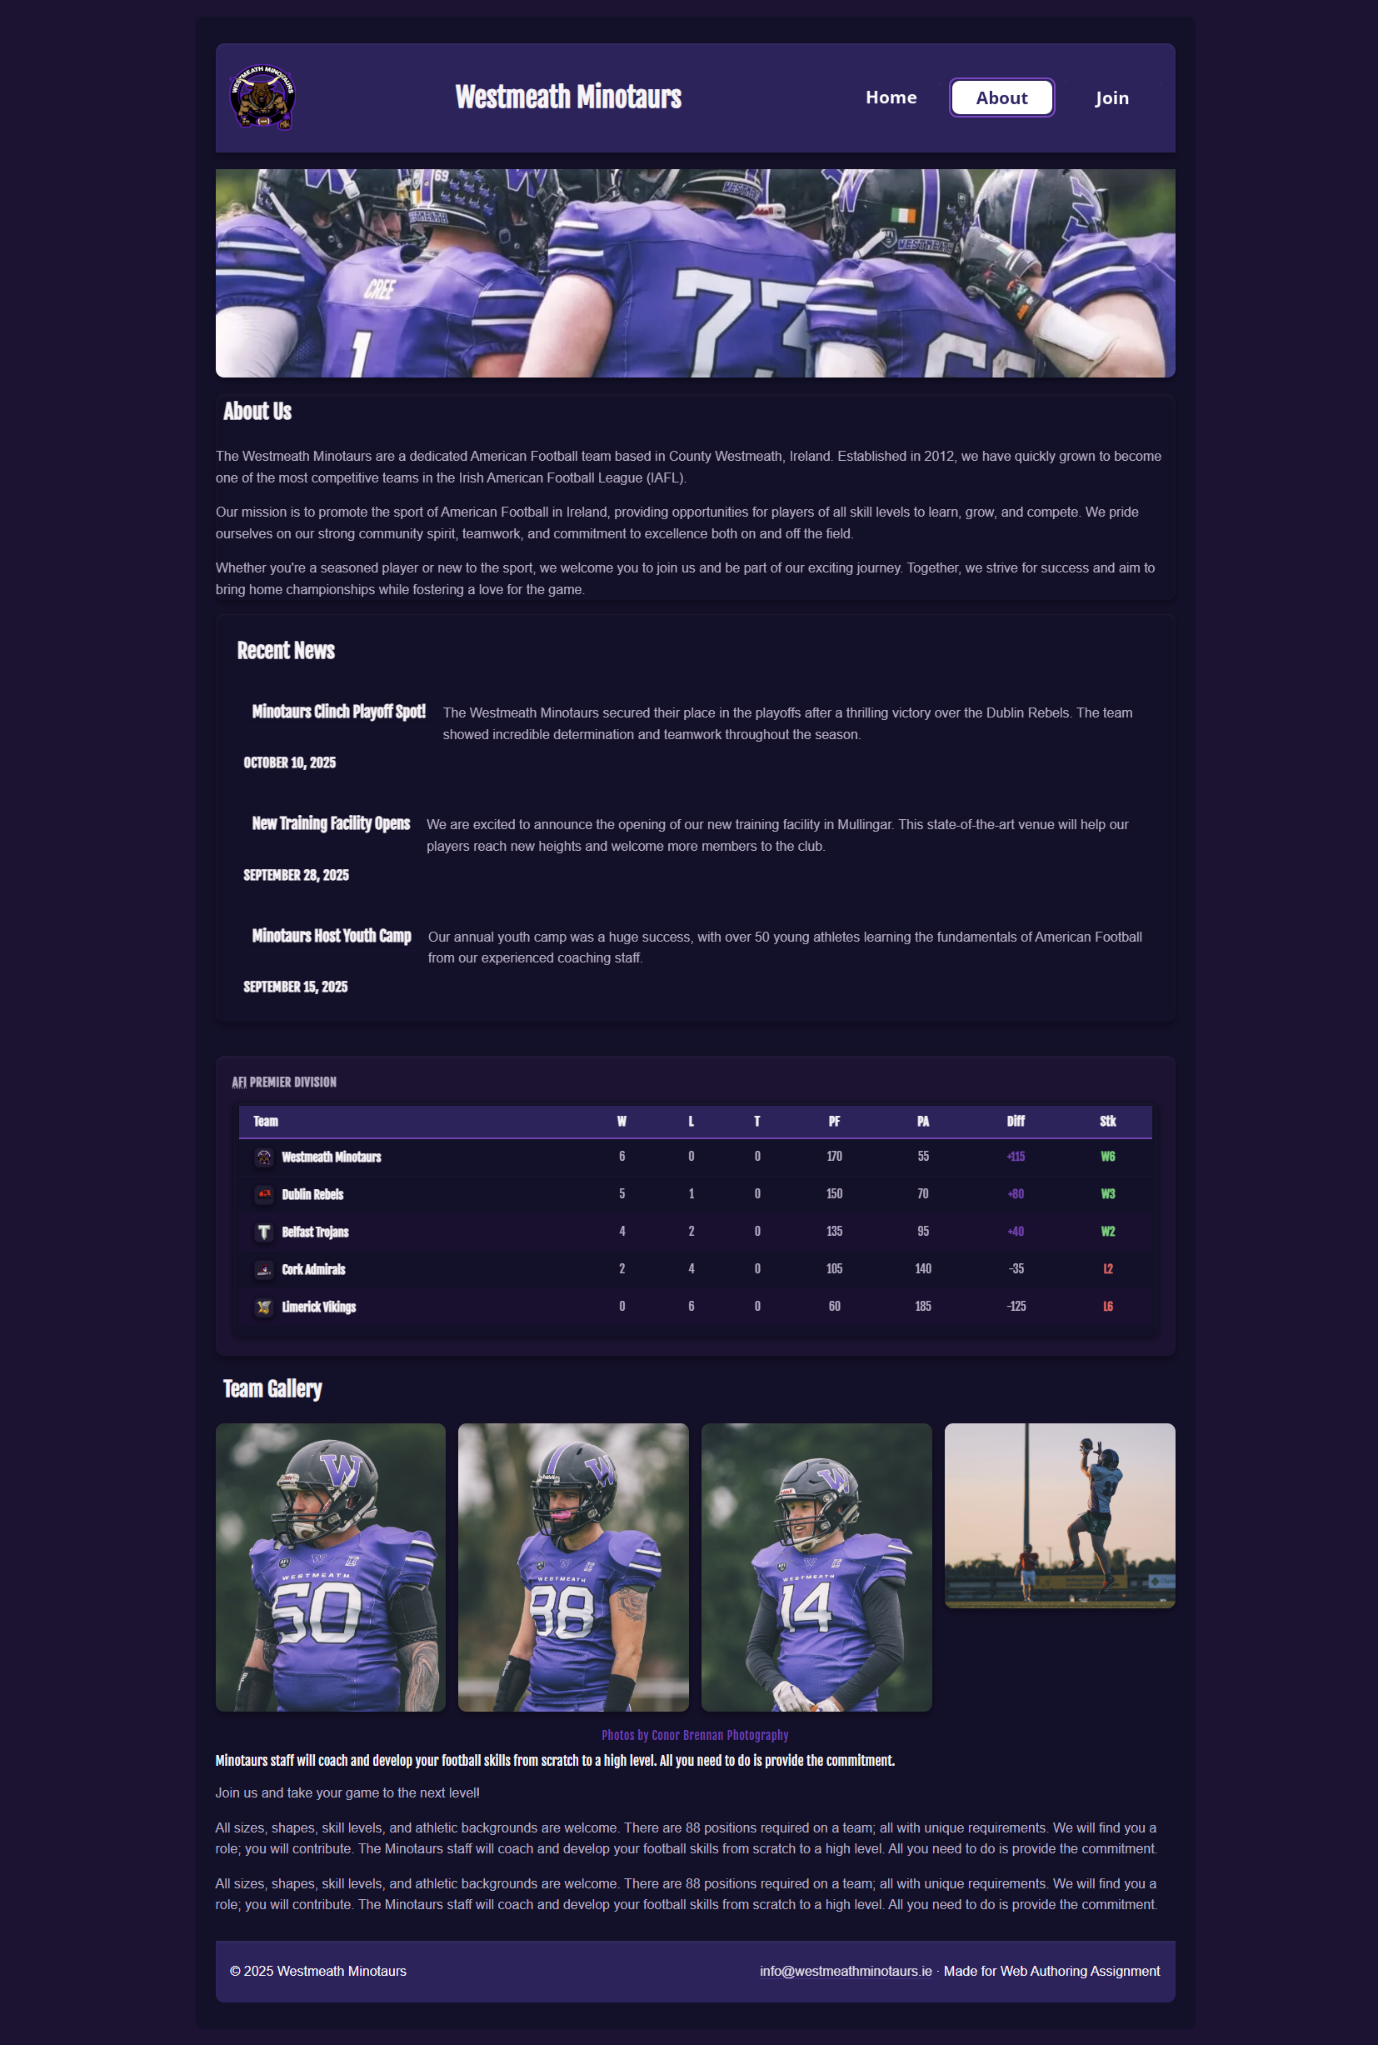 WESTMEATH MINOTAURS
Westmeath Minotaurs
Home
About
Join
69
WESTMEATH
WESTMEATH
WESTMEATH
CREE
1
73
About Us
The Westmeath Minotaurs are a dedicated American Football team based in County Westmeath, Ireland. Established in 2012, we have quickly grown to become
one of the most competitive teams in the Irish American Football League (IAFL).
Our mission is to promote the sport of American Football in Ireland, providing opportunities for players of all skill levels to learn, grow, and compete. We pride
ourselves on our strong community spirit, teamwork, and commitment to excellence both on and off the field.
Whether you're a seasoned player or new to the sport, we welcome you to join us and be part of our exciting journey. Together, we strive for success and aim to
bring home championships while fostering a love for the game.
Recent News
Minotaurs Clinch Playoff Spot!
The Westmeath Minotaurs secured their place in the playoffs after a thrilling victory over the Dublin Rebels. The team
showed incredible determination and teamwork throughout the season.
OCTOBER 10, 2025
New Training Facility Opens
We are excited to announce the opening of our new training facility in Mullingar. This state-of-the-art venue will help our
players reach new heights and welcome more members to the club.
SEPTEMBER 28, 2025
Minotaurs Host Youth Camp
Our annual youth camp was a huge success, with over 50 young athletes learning the fundamentals of American Football
from our experienced coaching staff.
SEPTEMBER 15, 2025
AFI PREMIER DIVISION
Team W L T PF PA Diff Stk
Westmeath Minotaurs 6 0 0 170 55 +115 W6
Dublin Rebels 5 1 0 150 70 +80 W3
Belfast Trojans 4 2 0 135 95 +40 W2
Cork Admirals 2 4 0 105 140 -35 L2
Limerick Vikings 0 6 0 60 185 -125 L6
Team Gallery
W
WESTMEATH
50
W
WESTMEATH
88
W
WESTMEATH
14
Photos by Conor Brennan Photography
Minotaurs staff will coach and develop your football skills from scratch to a high level. All you need to do is provide the commitment.
Join us and take your game to the next level!
All sizes, shapes, skill levels, and athletic backgrounds are welcome. There are 88 positions required on a team; all with unique requirements. We will find you a
role; you will contribute. The Minotaurs staff will coach and develop your football skills from scratch to a high level. All you need to do is provide the commitment.
All sizes, shapes, skill levels, and athletic backgrounds are welcome. There are 88 positions required on a team; all with unique requirements. We will find you a
role; you will contribute. The Minotaurs staff will coach and develop your football skills from scratch to a high level. All you need to do is provide the commitment.
© 2025 Westmeath Minotaurs
info@westmeathminotaurs.ie · Made for Web Authoring Assignment